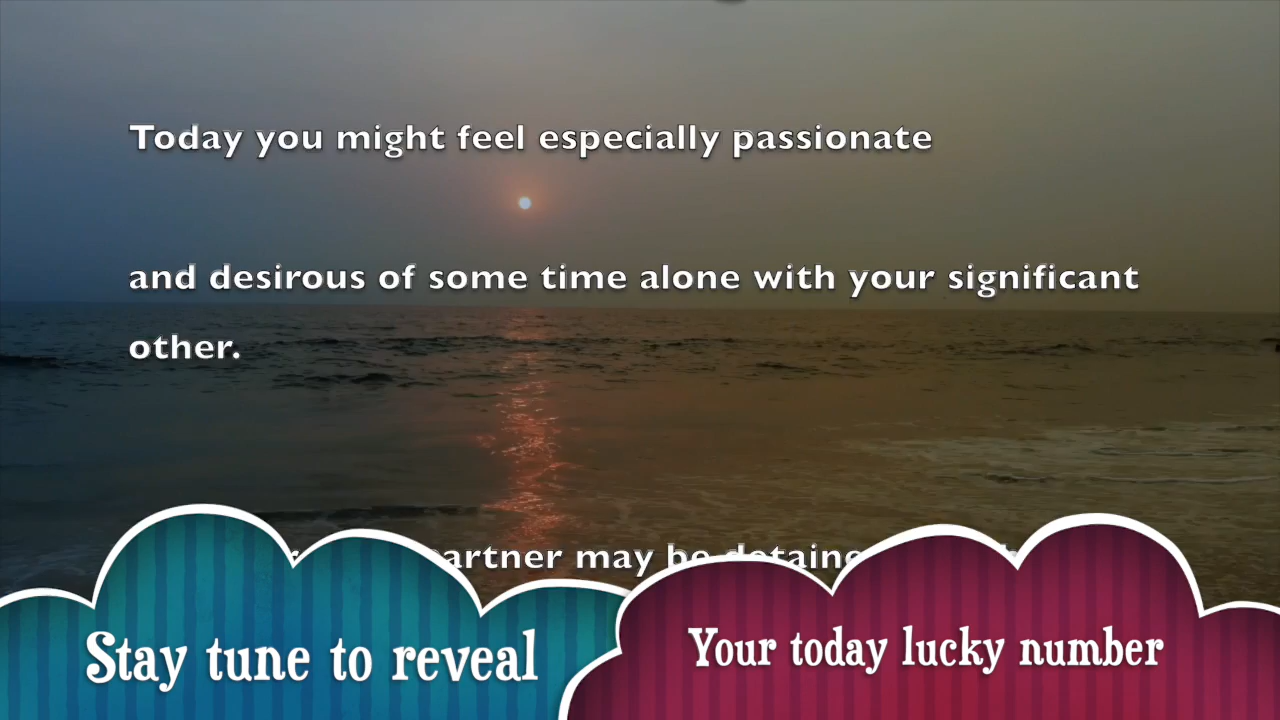 Today you might feel especially passionate
and desirous of some time alone with your significant
other.
partner may be
Stay tune to reveal
Your today lucky number